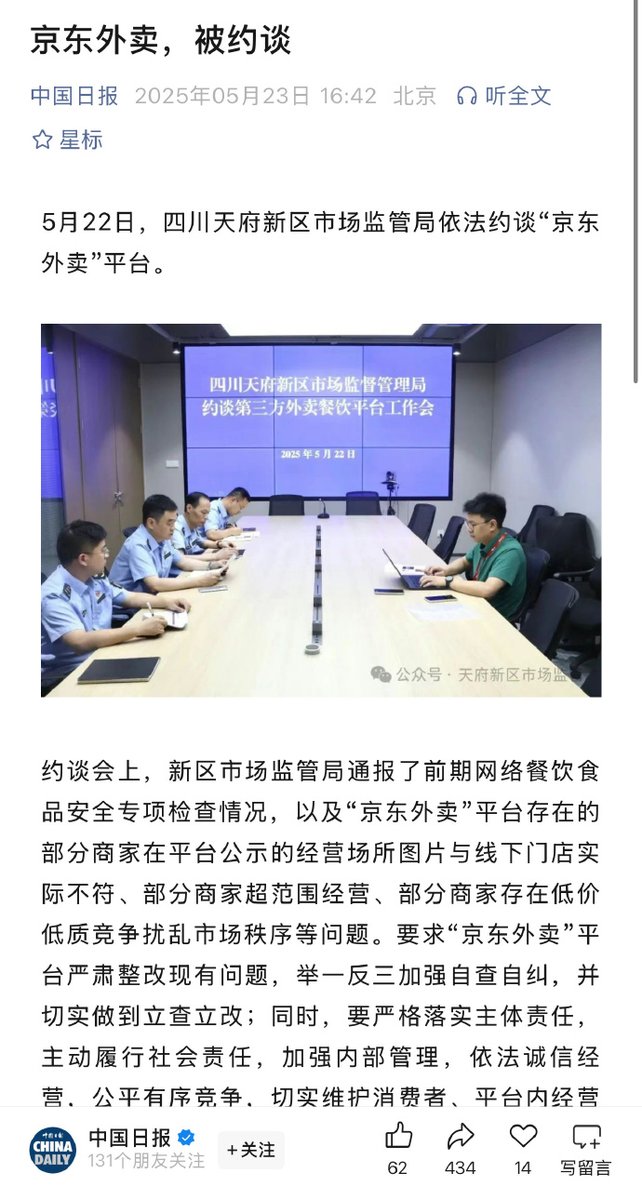 京东外卖，被约谈
中国日报 2025年05月23日 16:42 北京 听全文
星标
5月22日，四川天府新区市场监管局依法约谈“京东
外卖”平台。
四川天府新区市场监督管理局
约谈第三方外卖餐饮平台工作会
2025 年 5 月 22 日
公众号 · 天府新区市场监
约谈会上，新区市场监管局通报了前期网络餐饮食
品安全专项检查情况，以及“京东外卖”平台存在的
部分商家在平台公示的经营场所图片与线下门店实
际不符、部分商家超范围经营、部分商家存在低价
低质竞争扰乱市场秩序等问题。要求“京东外卖”平
台严肃整改现有问题，举一反三加强自查自纠，并
切实做到立查立改；同时，要严格落实主体责任，
主动履行社会责任，加强内部管理，依法诚信经
营，公平有序竞争，切实维护消费者、平台内经营
中国日报
CHINA
DAILY
中国日报
131个朋友关注
+关注
62
434
14
写留言